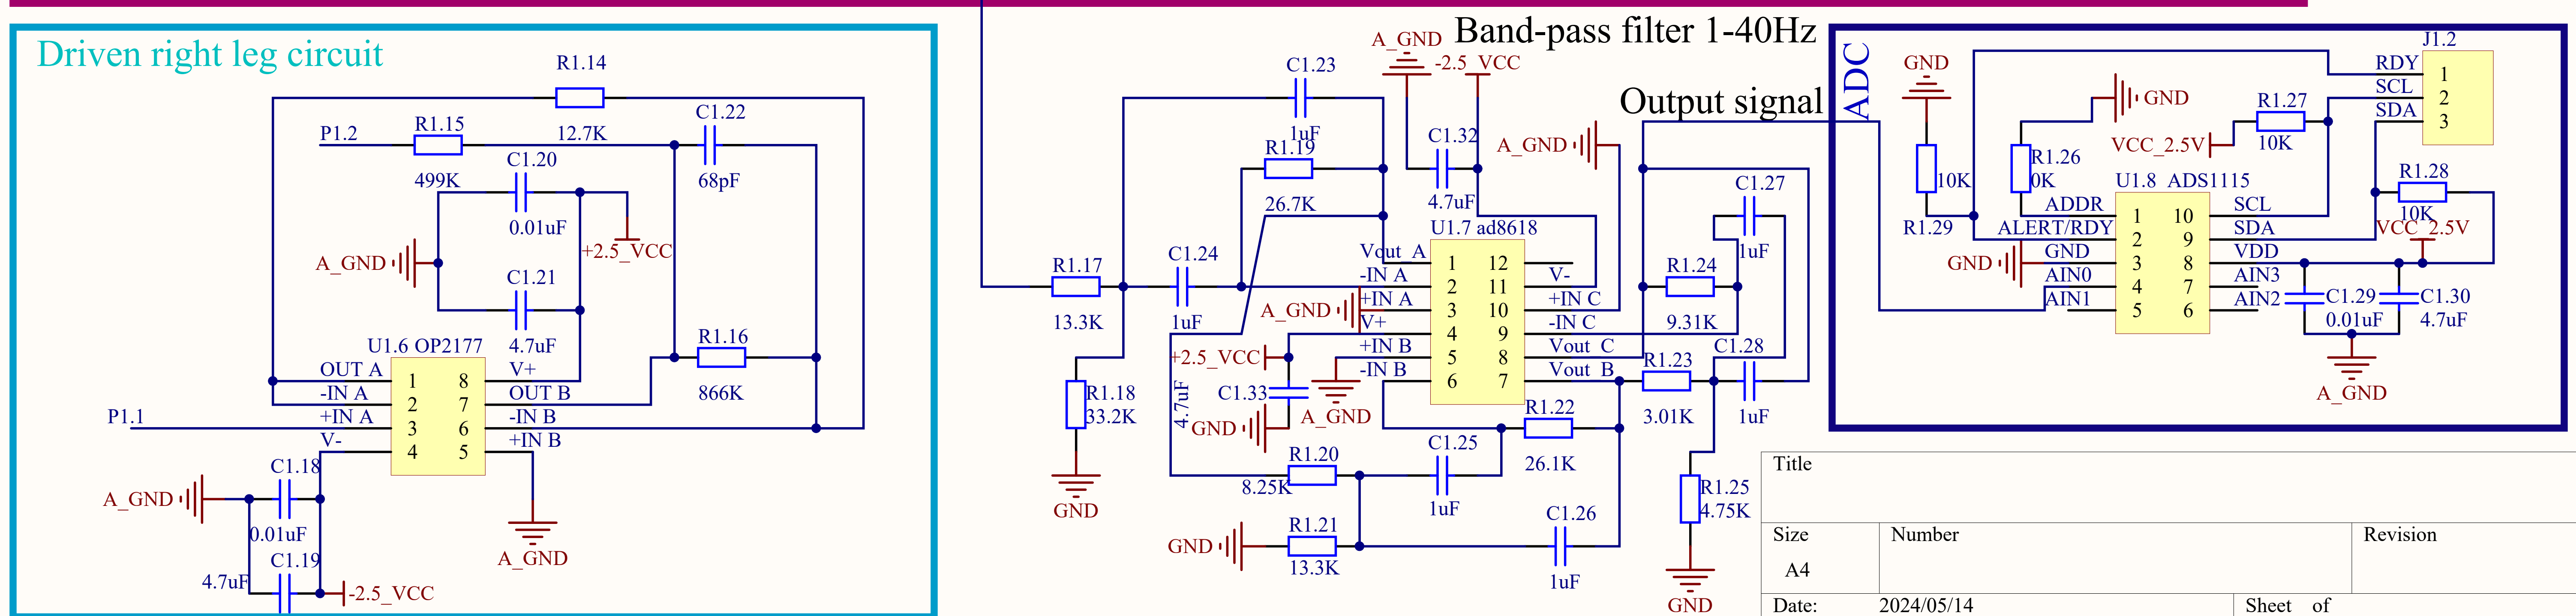 Driven right leg circuit
R1.14
12.7K
P1.2
R1.15
499K
C1.22
68pF
C1.20
0.01uF
+2.5_VCC
A_GND
C1.21
4.7uF
R1.16
866K
U1.6 OP2177
OUT A
-IN A
+IN A
V-
1
2
3
4
8
7
6
5
V+
OUT B
-IN B
+IN B
P1.1
A_GND
C1.18
0.01uF
C1.19
4.7uF
-2.5_VCC
A_GND
Band-pass filter 1-40Hz
Output signal
C1.23
1uF
R1.19
26.7K
A_GND
-2.5_VCC
C1.32
4.7uF
A_GND
R1.17
13.3K
C1.24
1uF
R1.18
33.2K
GND
U1.7 ad8618
Vout_A
-IN A
+IN A
V+
+IN B
-IN B
1
2
3
4
5
6
12
11
10
9
8
7
V-
+IN C
-IN C
Vout C
Vout B
A_GND
+2.5_VCC
C1.33
4.7uF
GND
A_GND
R1.20
8.25K
C1.25
1uF
R1.22
26.1K
GND
R1.21
13.3K
C1.26
1uF
C1.27
1uF
R1.24
9.31K
R1.23
3.01K
C1.28
1uF
R1.25
4.75K
GND
ADC
GND
10K
R1.29
GND
R1.26
0K
VCC_2.5V
R1.27
10K
J1.2
RDY
SCL
SDA
1
2
3
R1.28
10K
VCC_2.5V
U1.8 ADS1115
ADDR
ALERT/RDY
GND
AIN0
AIN1
1
2
3
4
5
10
9
8
7
6
SCL
SDA
VDD
AIN3
AIN2
GND
C1.29
0.01uF
C1.30
4.7uF
A_GND
Title
Size
Number
Revision
A4
Date:
2024/05/14
Sheet of